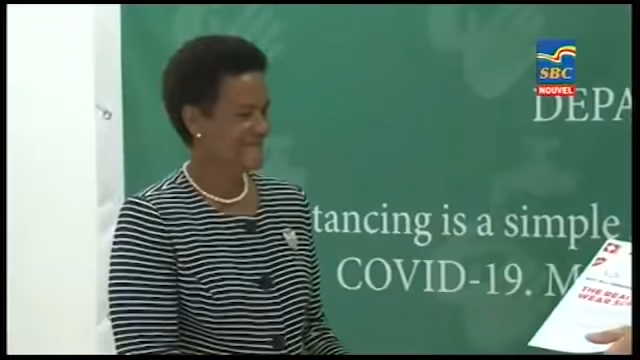 SBC
NOUVEL
DEPA
tancing is a simple
COVID-19. M
THE REAL
WEAR S